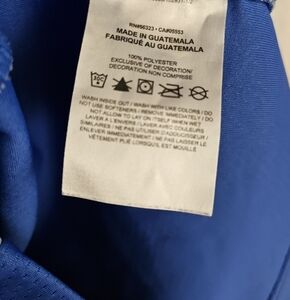 RN#56323 • CA#05553
MADE IN GUATEMALA
FABRIQUÉ AU GUATEMALA
100% POLYESTER
EXCLUSIVE OF DECORATION/
DECORATION NON COMPRISE
WASH INSIDE OUT / WASH WITH LIKE COLORS / DO
NOT USE SOFTENERS / REMOVE IMMEDIATELY / DO
NOT ALLOW TO LAY ON ITSELF WHEN WET
LAVER A L'ENVERS / LAVER AVEC COULEURS
SIMILAIRES / NE PAS UTILISER D'ADOUCISSEUR /
ENLEVER IMMEDIATEMENT / NE PAS LAISSER LE
VÊTEMENT PLIÉ LORSQU'IL EST MOUILLÉ